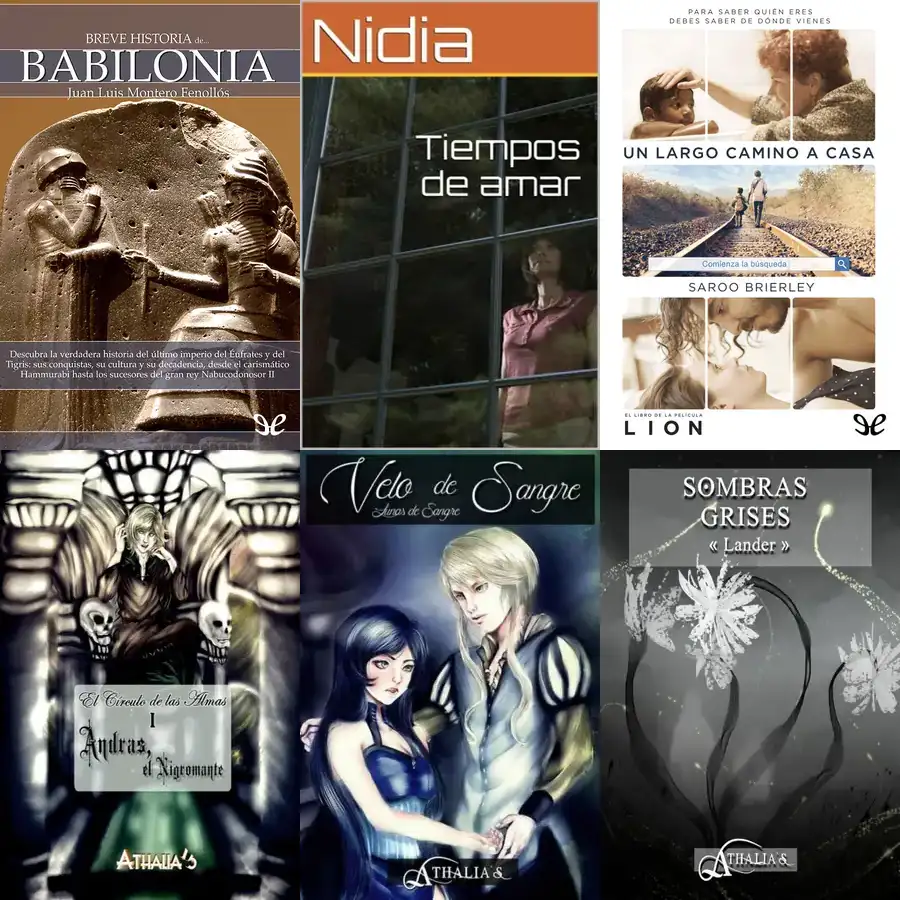 BREVE HISTORIA de...
BABILONIA
Juan Luis Montero Fenollós
Descubra la verdadera historia del último imperio del Éufrates y del
Tigris: sus conquistas, su cultura y su decadencia, desde el carismático
Hammurabi hasta los sucesores del gran rey Nabucodonosor II
Nidia
Tiempos
de amar
PARA SABER QUIÉN ERES
DEBES SABER DE DÓNDE VIENES
UN LARGO CAMINO A CASA
Comienza la búsqueda
SAROO BRIERLEY
EL LIBRO DE LA PELÍCULA
LION
El Círculo de las Almas
I
Andras,
el Nigromante
ATHALIA'S
Velo de Sangre
Lunas de Sangre
ATHALIA'S
SOMBRAS
GRISES
« Lander »
ATHALIA'S